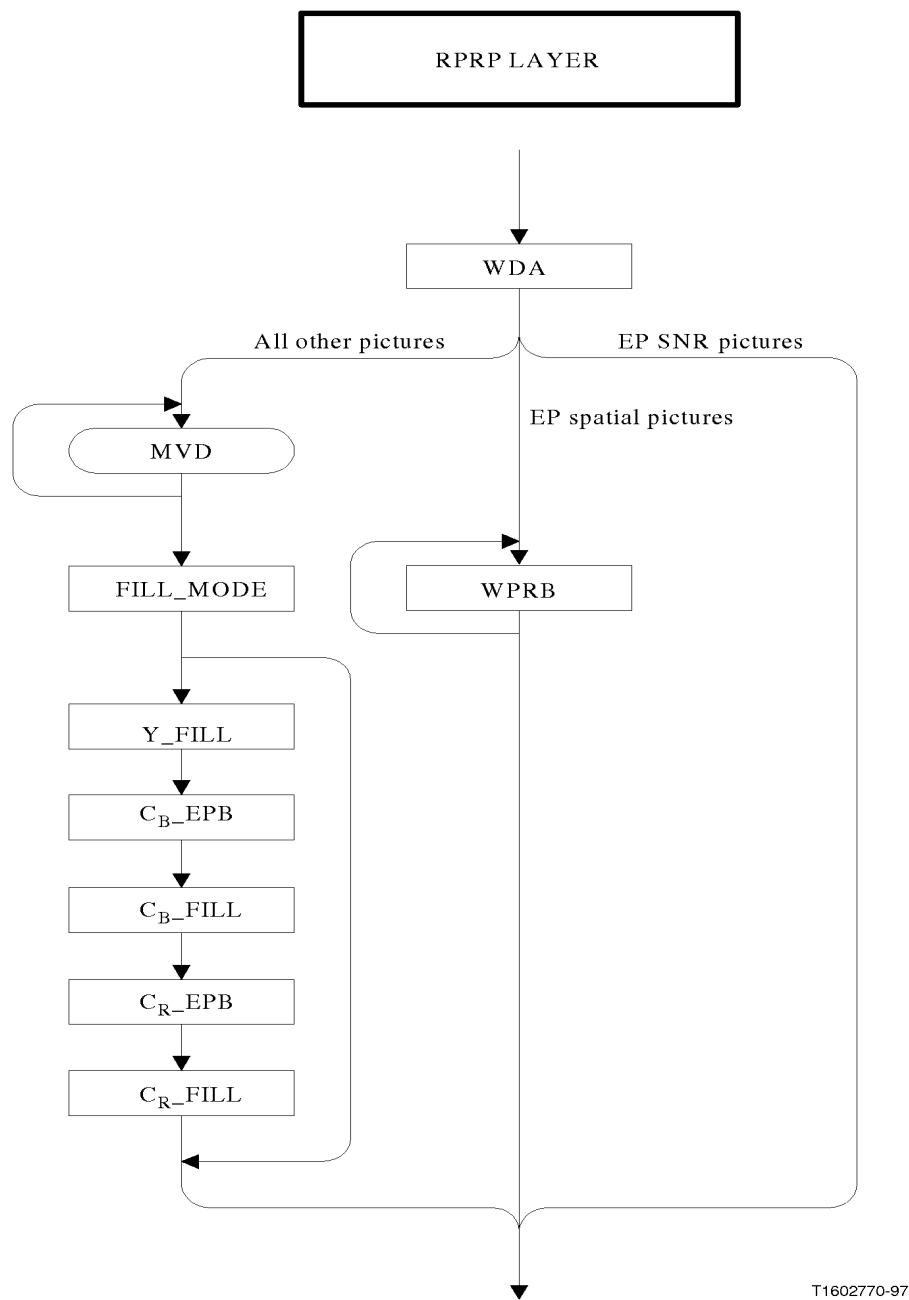 RPRP LAYER
WDA
All other pictures
EP SNR pictures
EP spatial pictures
MVD
FILL_MODE
WPRB
Y_FILL
CB_EPB
CB_FILL
CR_EPB
CR_FILL
T1602770-97